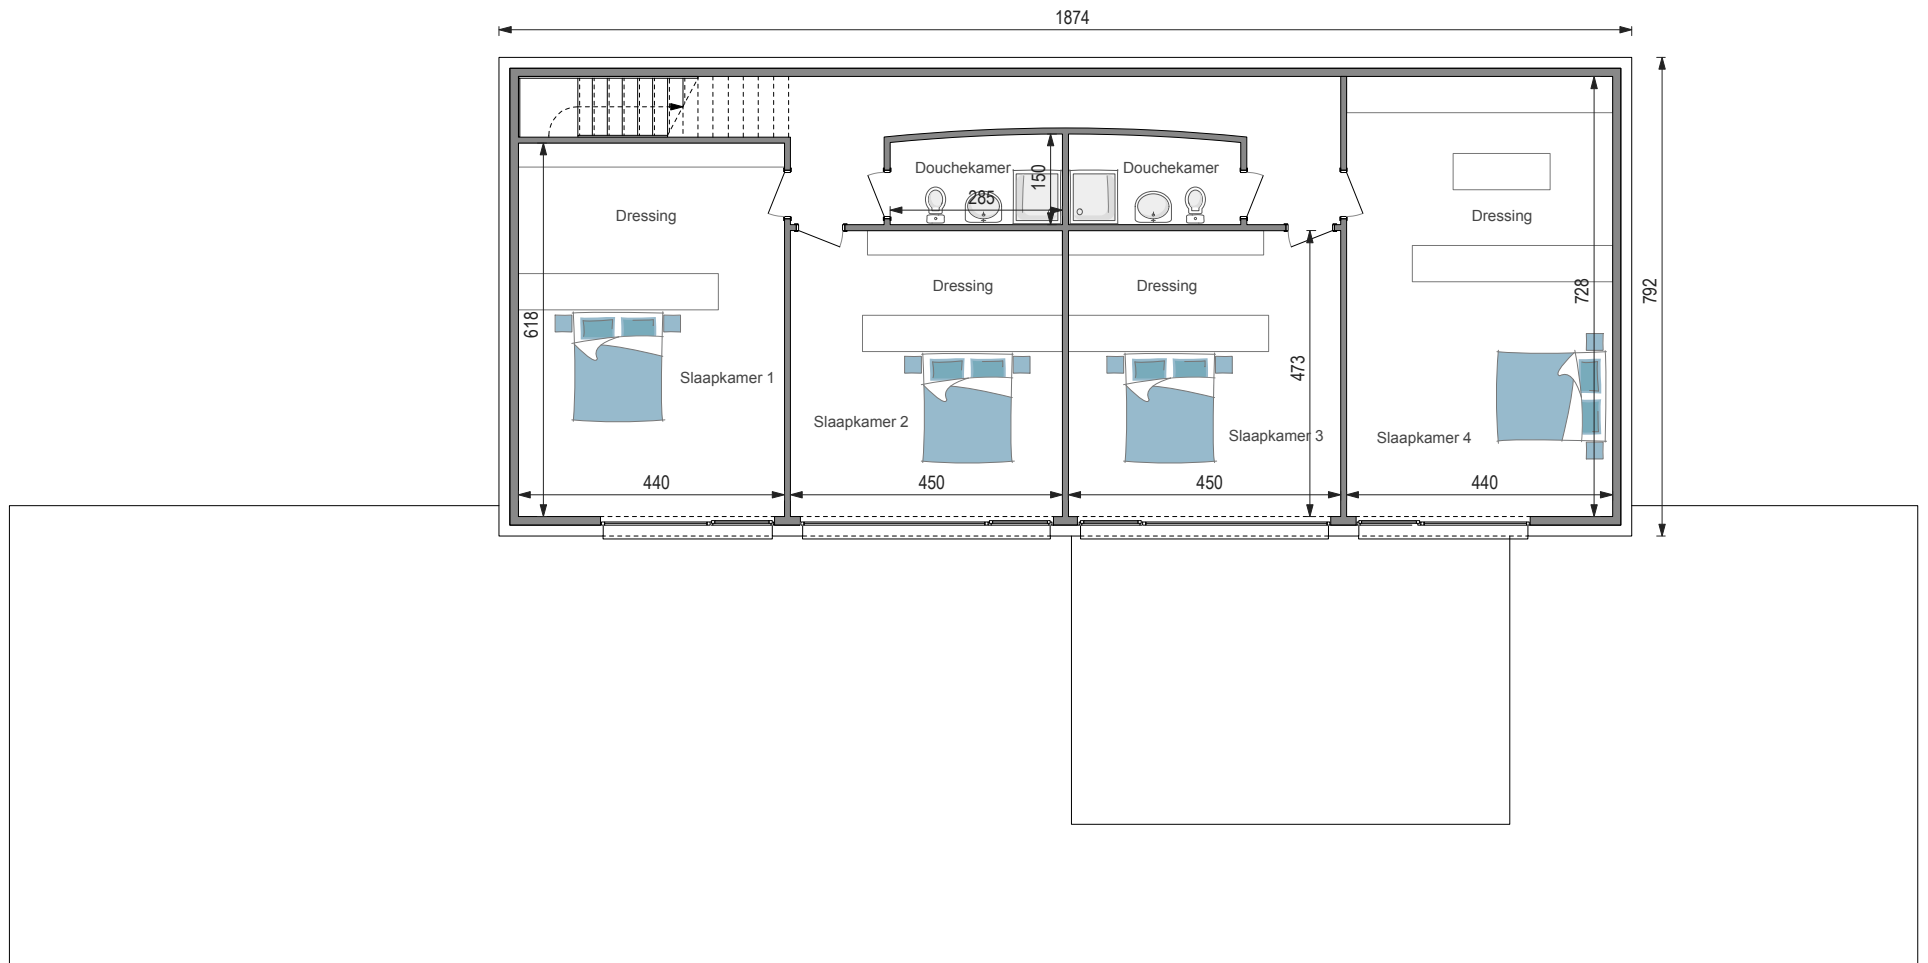 1874
Douchekamer
Douchekamer
150
285
Dressing
Dressing
Dressing
Dressing
618
728
792
473
Slaapkamer 1
Slaapkamer 2
Slaapkamer 3
Slaapkamer 4
440
450
450
440